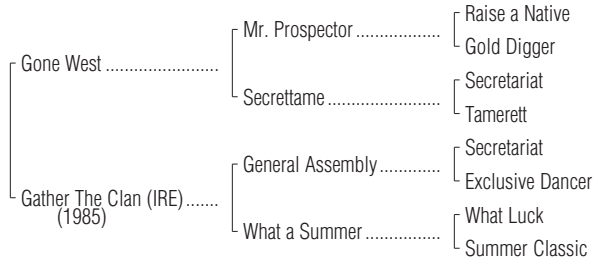 Raise a Native
Mr. Prospector ..................
Gold Digger
Gone West ........................
Secretariat
Secrettame ........................
Tamerett
Secretariat
General Assembly .............
Exclusive Dancer
Gather The Clan (IRE) .......
(1985)
What Luck
What a Summer ................
Summer Classic